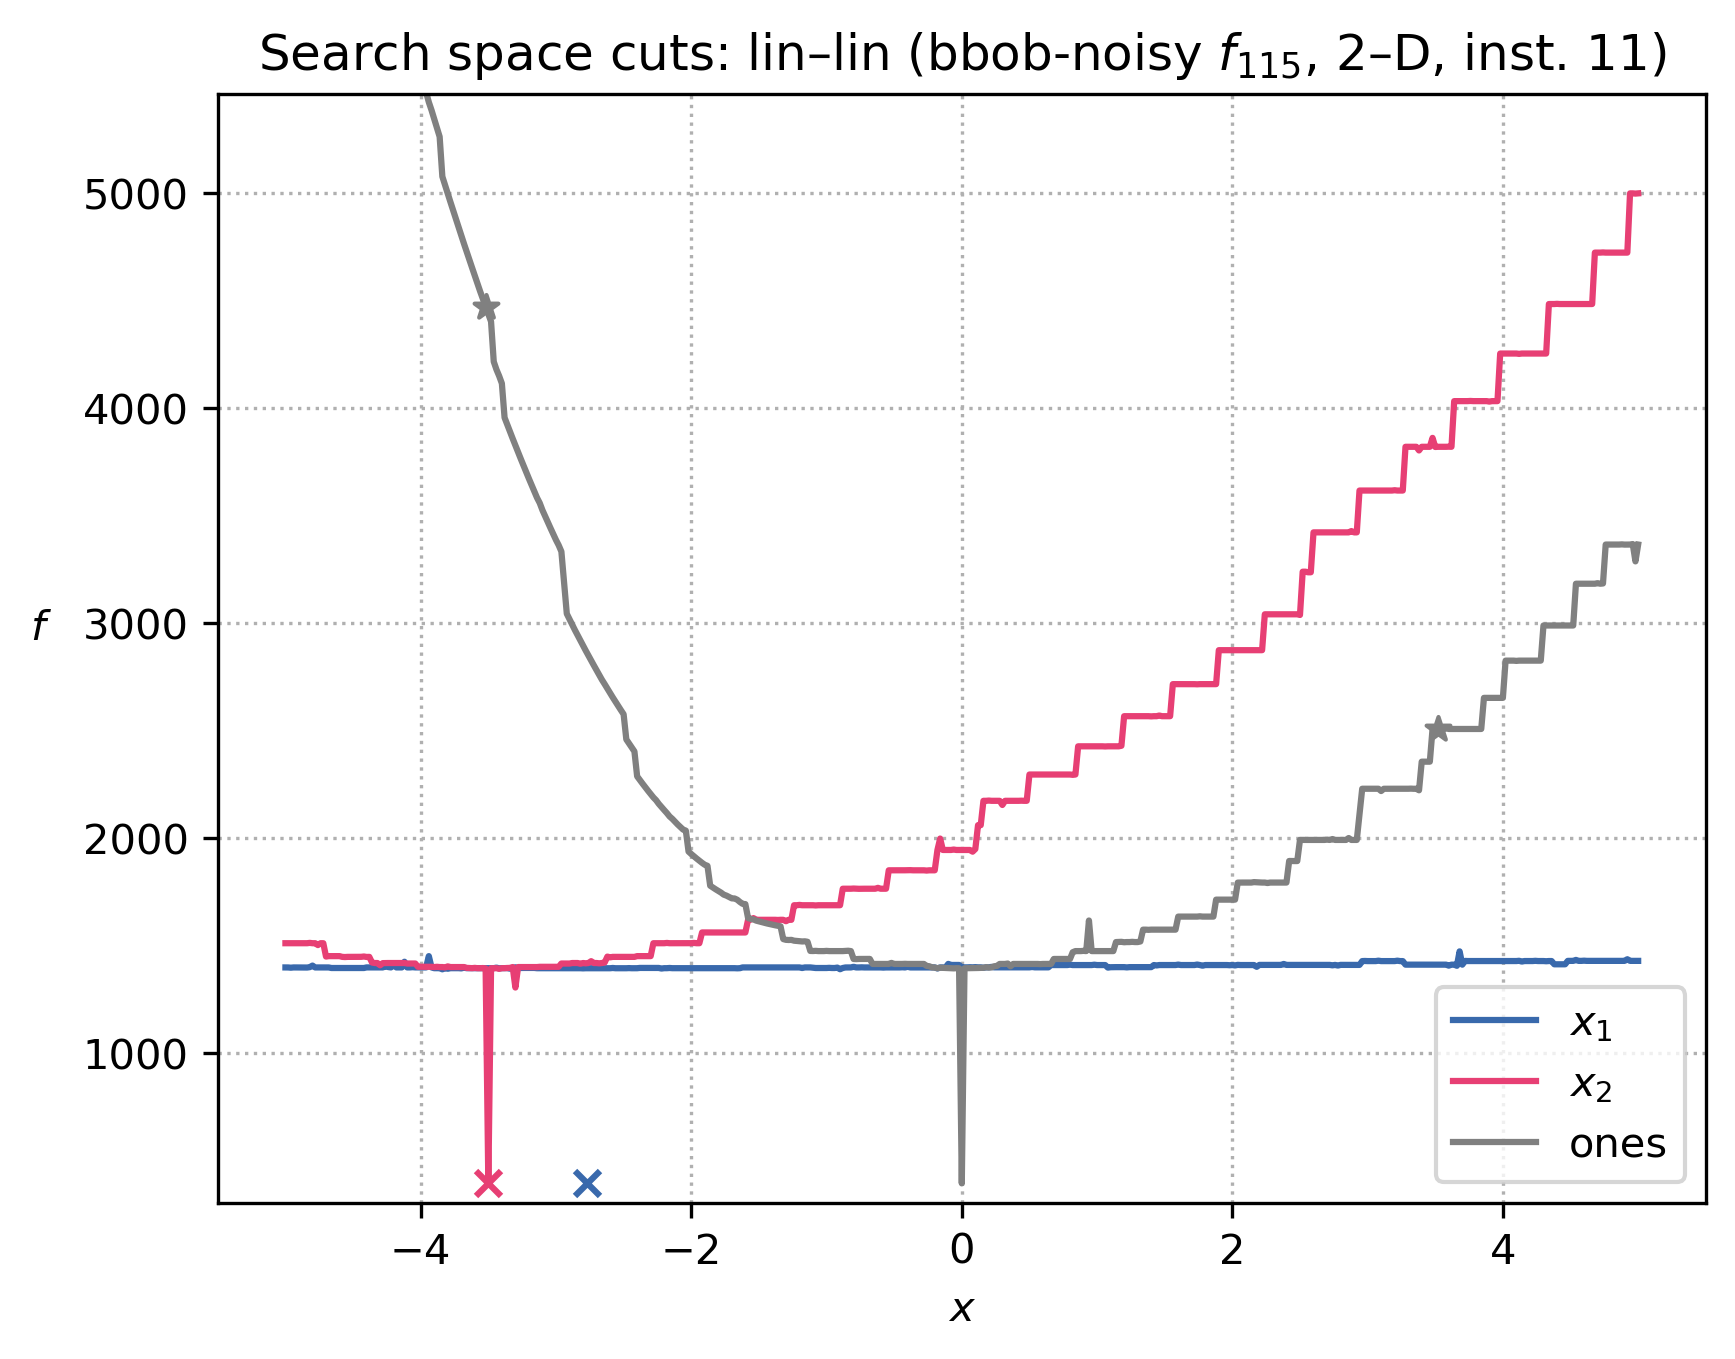 Search space cuts: lin–lin (bbob-noisy f₁₁₅, 2–D, inst. 11)
5000
4000
3000
2000
1000
f
−4
−2
0
2
4
x
x₁
x₂
ones